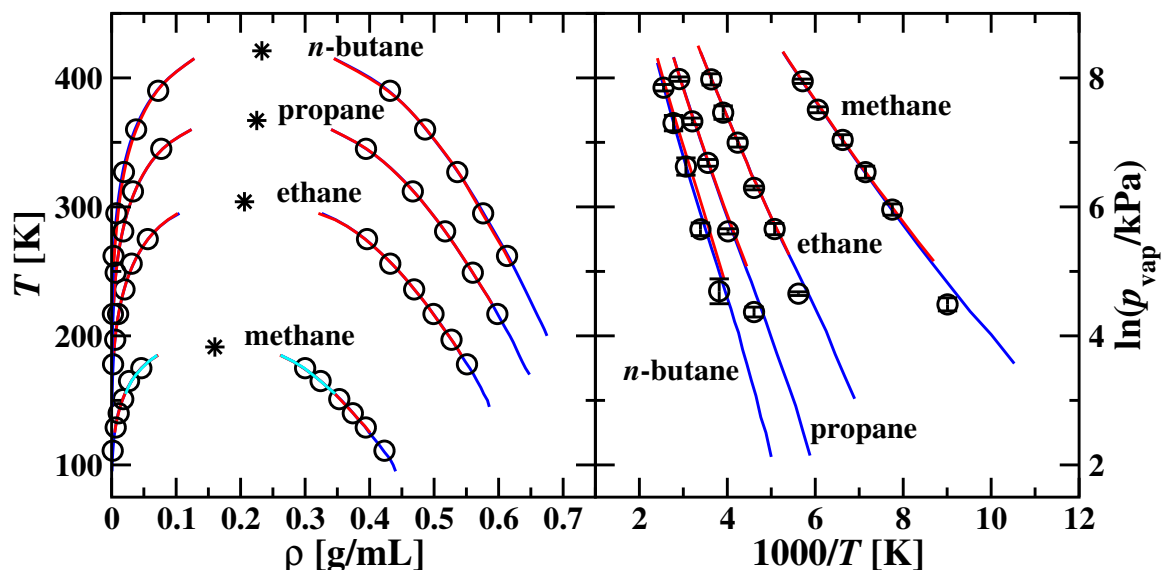 n-butane
propane
ethane
methane
400
300
200
100
T [K]
0 0.1 0.2 0.3 0.4 0.5 0.6 0.7
ρ [g/mL]
methane
ethane
n-butane
propane
8
6
4
2
ln(p_vap/kPa)
2 4 6 8 10 12
1000/T [K]